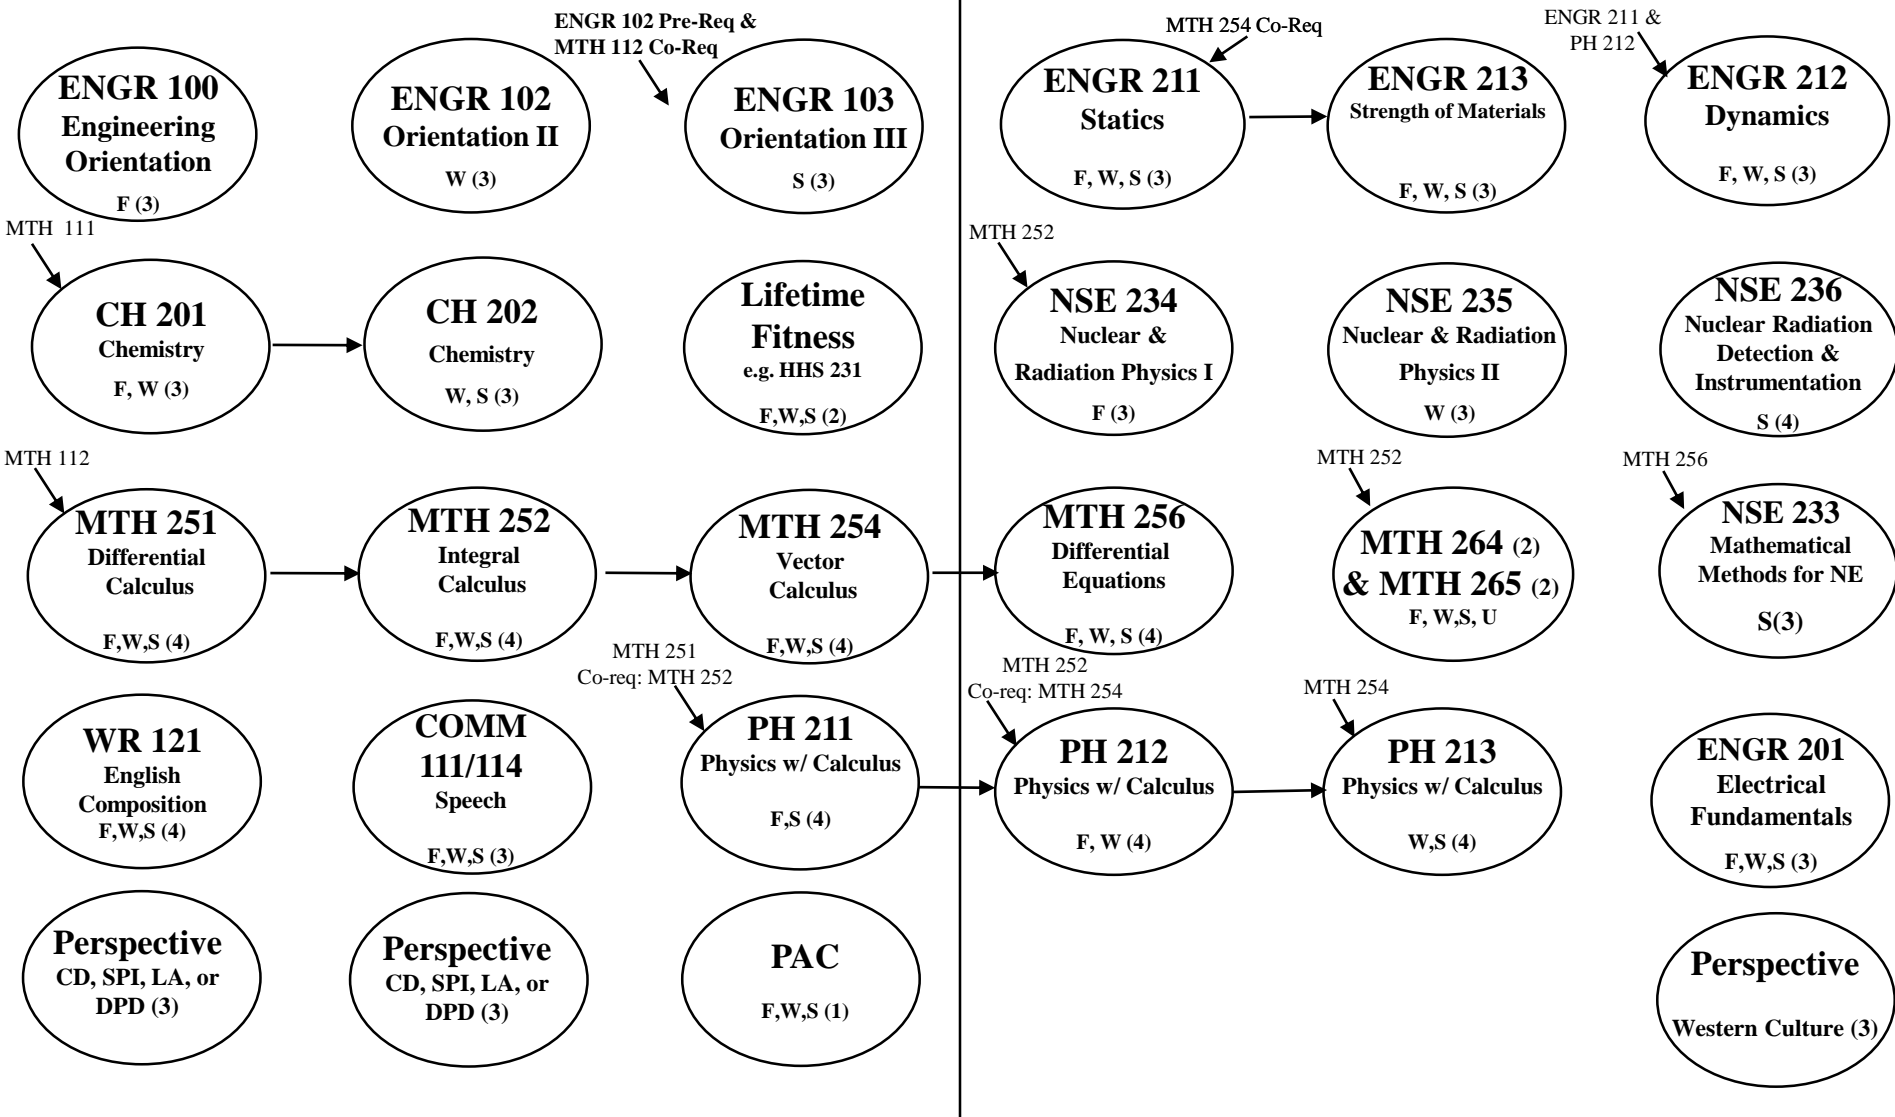 ENGR 102 Pre-Req &
MTH 112 Co-Req
MTH 254 Co-Req
ENGR 211 &
PH 212
ENGR 100
Engineering
Orientation
F (3)
ENGR 102
Orientation II
W (3)
ENGR 103
Orientation III
S (3)
ENGR 211
Statics
F, W, S (3)
ENGR 213
Strength of Materials
F, W, S (3)
ENGR 212
Dynamics
F, W, S (3)
MTH 111
MTH 252
CH 201
Chemistry
F, W (3)
CH 202
Chemistry
W, S (3)
Lifetime
Fitness
e.g. HHS 231
F,W,S (2)
NSE 234
Nuclear &
Radiation Physics I
F (3)
NSE 235
Nuclear & Radiation
Physics II
W (3)
NSE 236
Nuclear Radiation
Detection &
Instrumentation
S (4)
MTH 112
MTH 252
MTH 256
MTH 251
Differential
Calculus
F,W,S (4)
MTH 252
Integral
Calculus
F,W,S (4)
MTH 254
Vector
Calculus
F,W,S (4)
MTH 256
Differential
Equations
F, W, S (4)
MTH 264 (2)
& MTH 265 (2)
F, W,S, U
NSE 233
Mathematical
Methods for NE
S(3)
MTH 251
Co-req: MTH 252
MTH 252
Co-req: MTH 254
MTH 254
WR 121
English
Composition
F,W,S (4)
COMM
111/114
Speech
F,W,S (3)
PH 211
Physics w/ Calculus
F,S (4)
PH 212
Physics w/ Calculus
F, W (4)
PH 213
Physics w/ Calculus
W,S (4)
ENGR 201
Electrical
Fundamentals
F,W,S (3)
Perspective
CD, SPI, LA, or
DPD (3)
Perspective
CD, SPI, LA, or
DPD (3)
PAC
F,W,S (1)
Perspective
Western Culture (3)